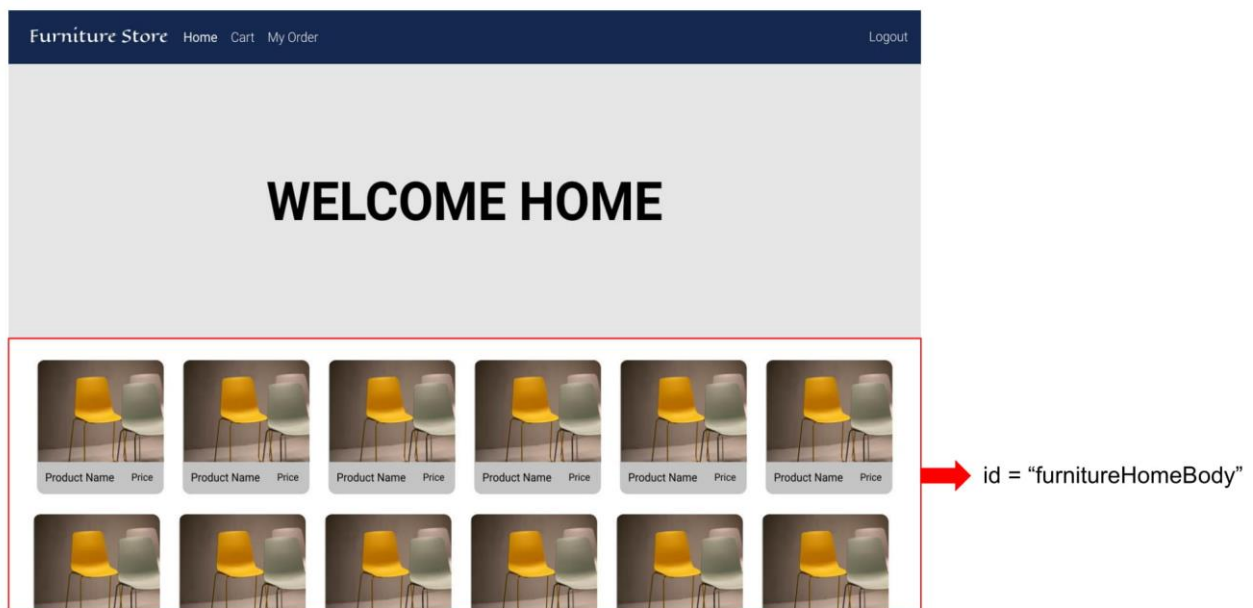 Furniture Store Home Cart My Order Logout
WELCOME HOME
Product Name Price Product Name Price Product Name Price Product Name Price Product Name Price Product Name Price
id = “furnitureHomeBody”